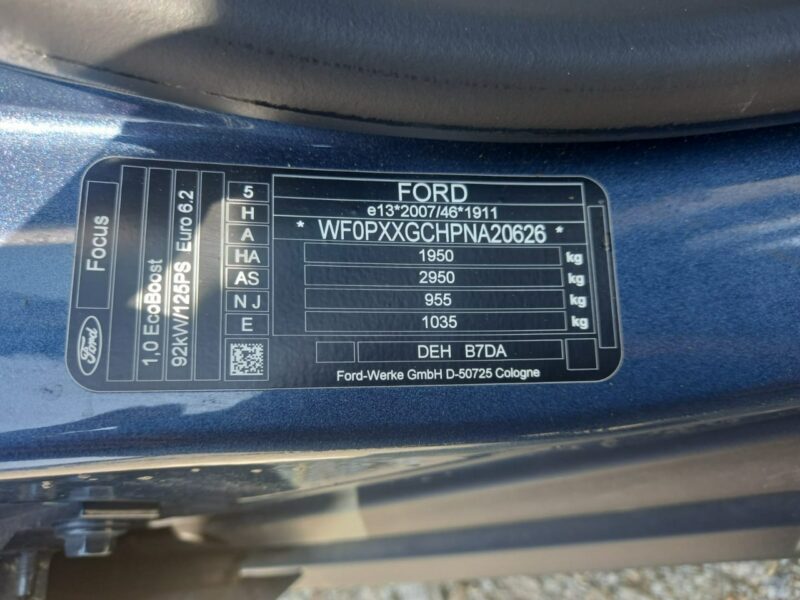 Focus
Ford
1,0 EcoBoost
92kW/125PS Euro 6.2
5
H
A
HA
AS
N J
E
FORD
e13*2007/46*1911
* WF0PXXGCHPNA20626 *
1950 kg
2950 kg
955 kg
1035 kg
DEH B7DA
Ford-Werke GmbH D-50725 Cologne